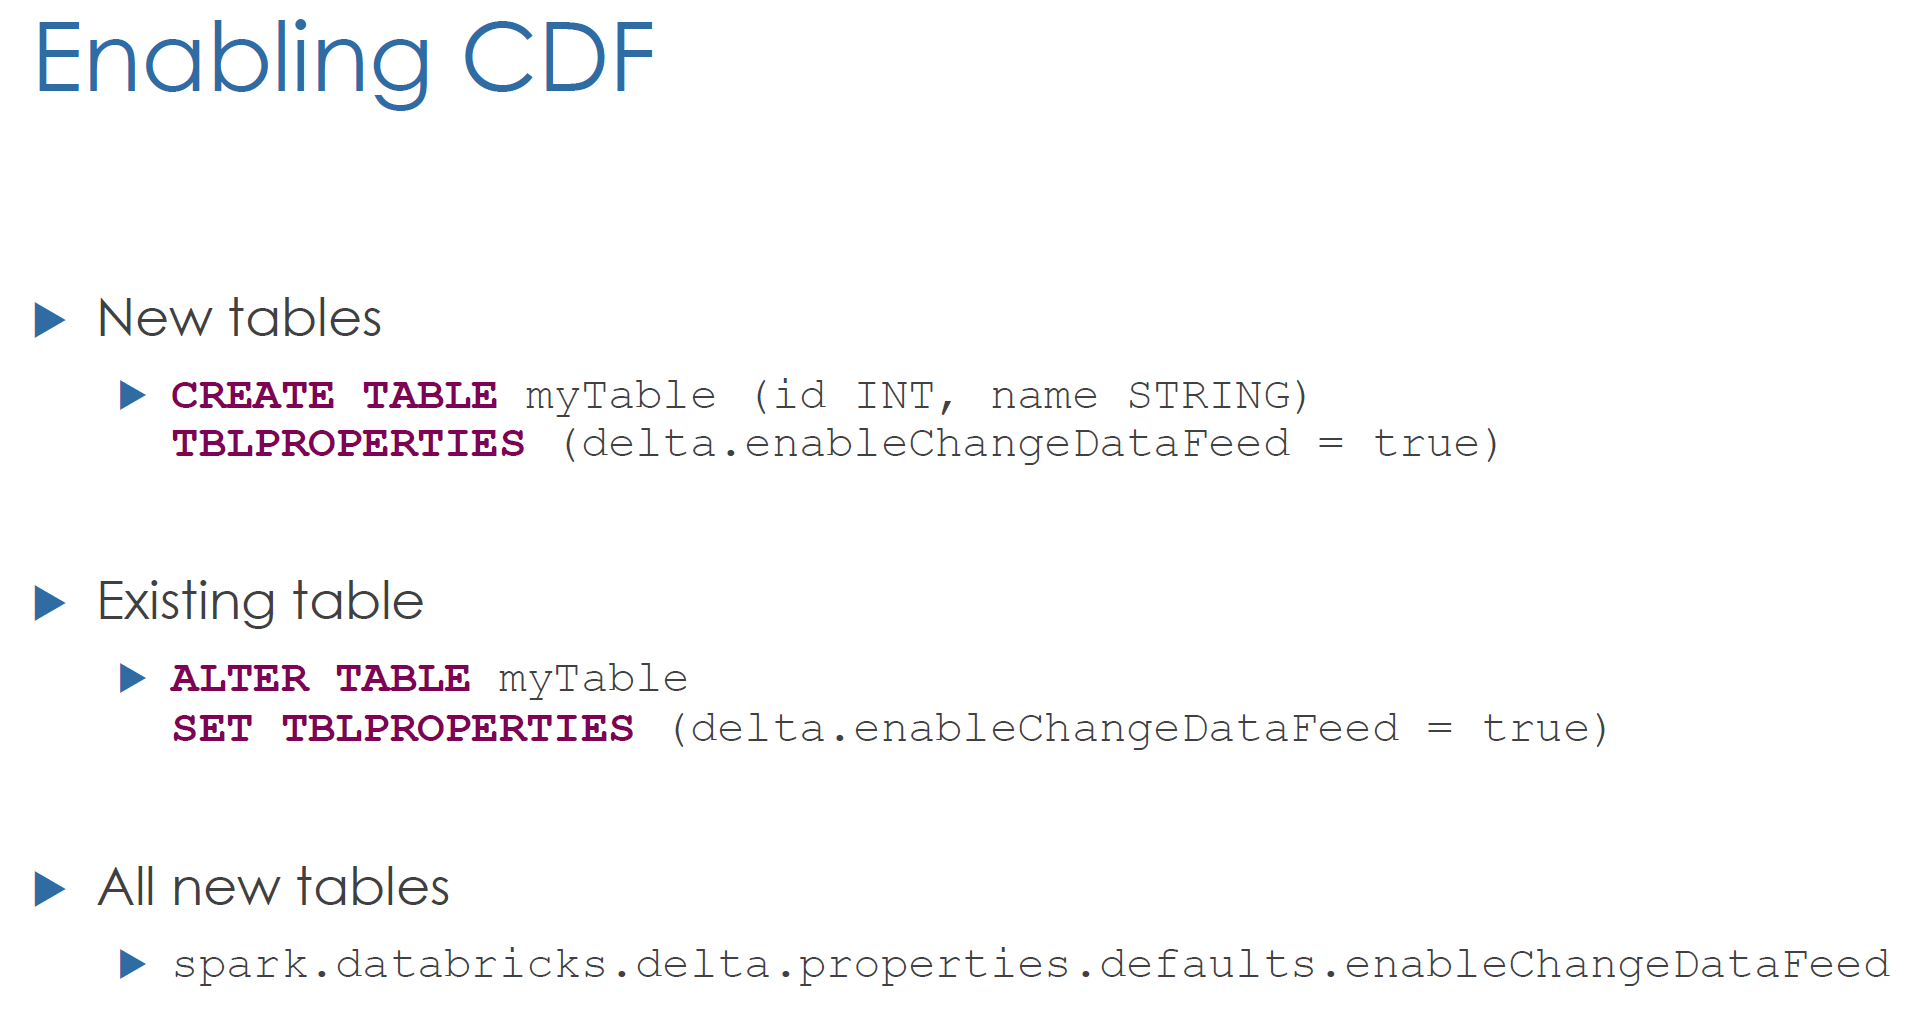 Enabling CDF
New tables
CREATE TABLE myTable (id INT, name STRING)
TBLPROPERTIES (delta.enableChangeDataFeed = true)
Existing table
ALTER TABLE myTable
SET TBLPROPERTIES (delta.enableChangeDataFeed = true)
All new tables
spark.databricks.delta.properties.defaults.enableChangeDataFeed